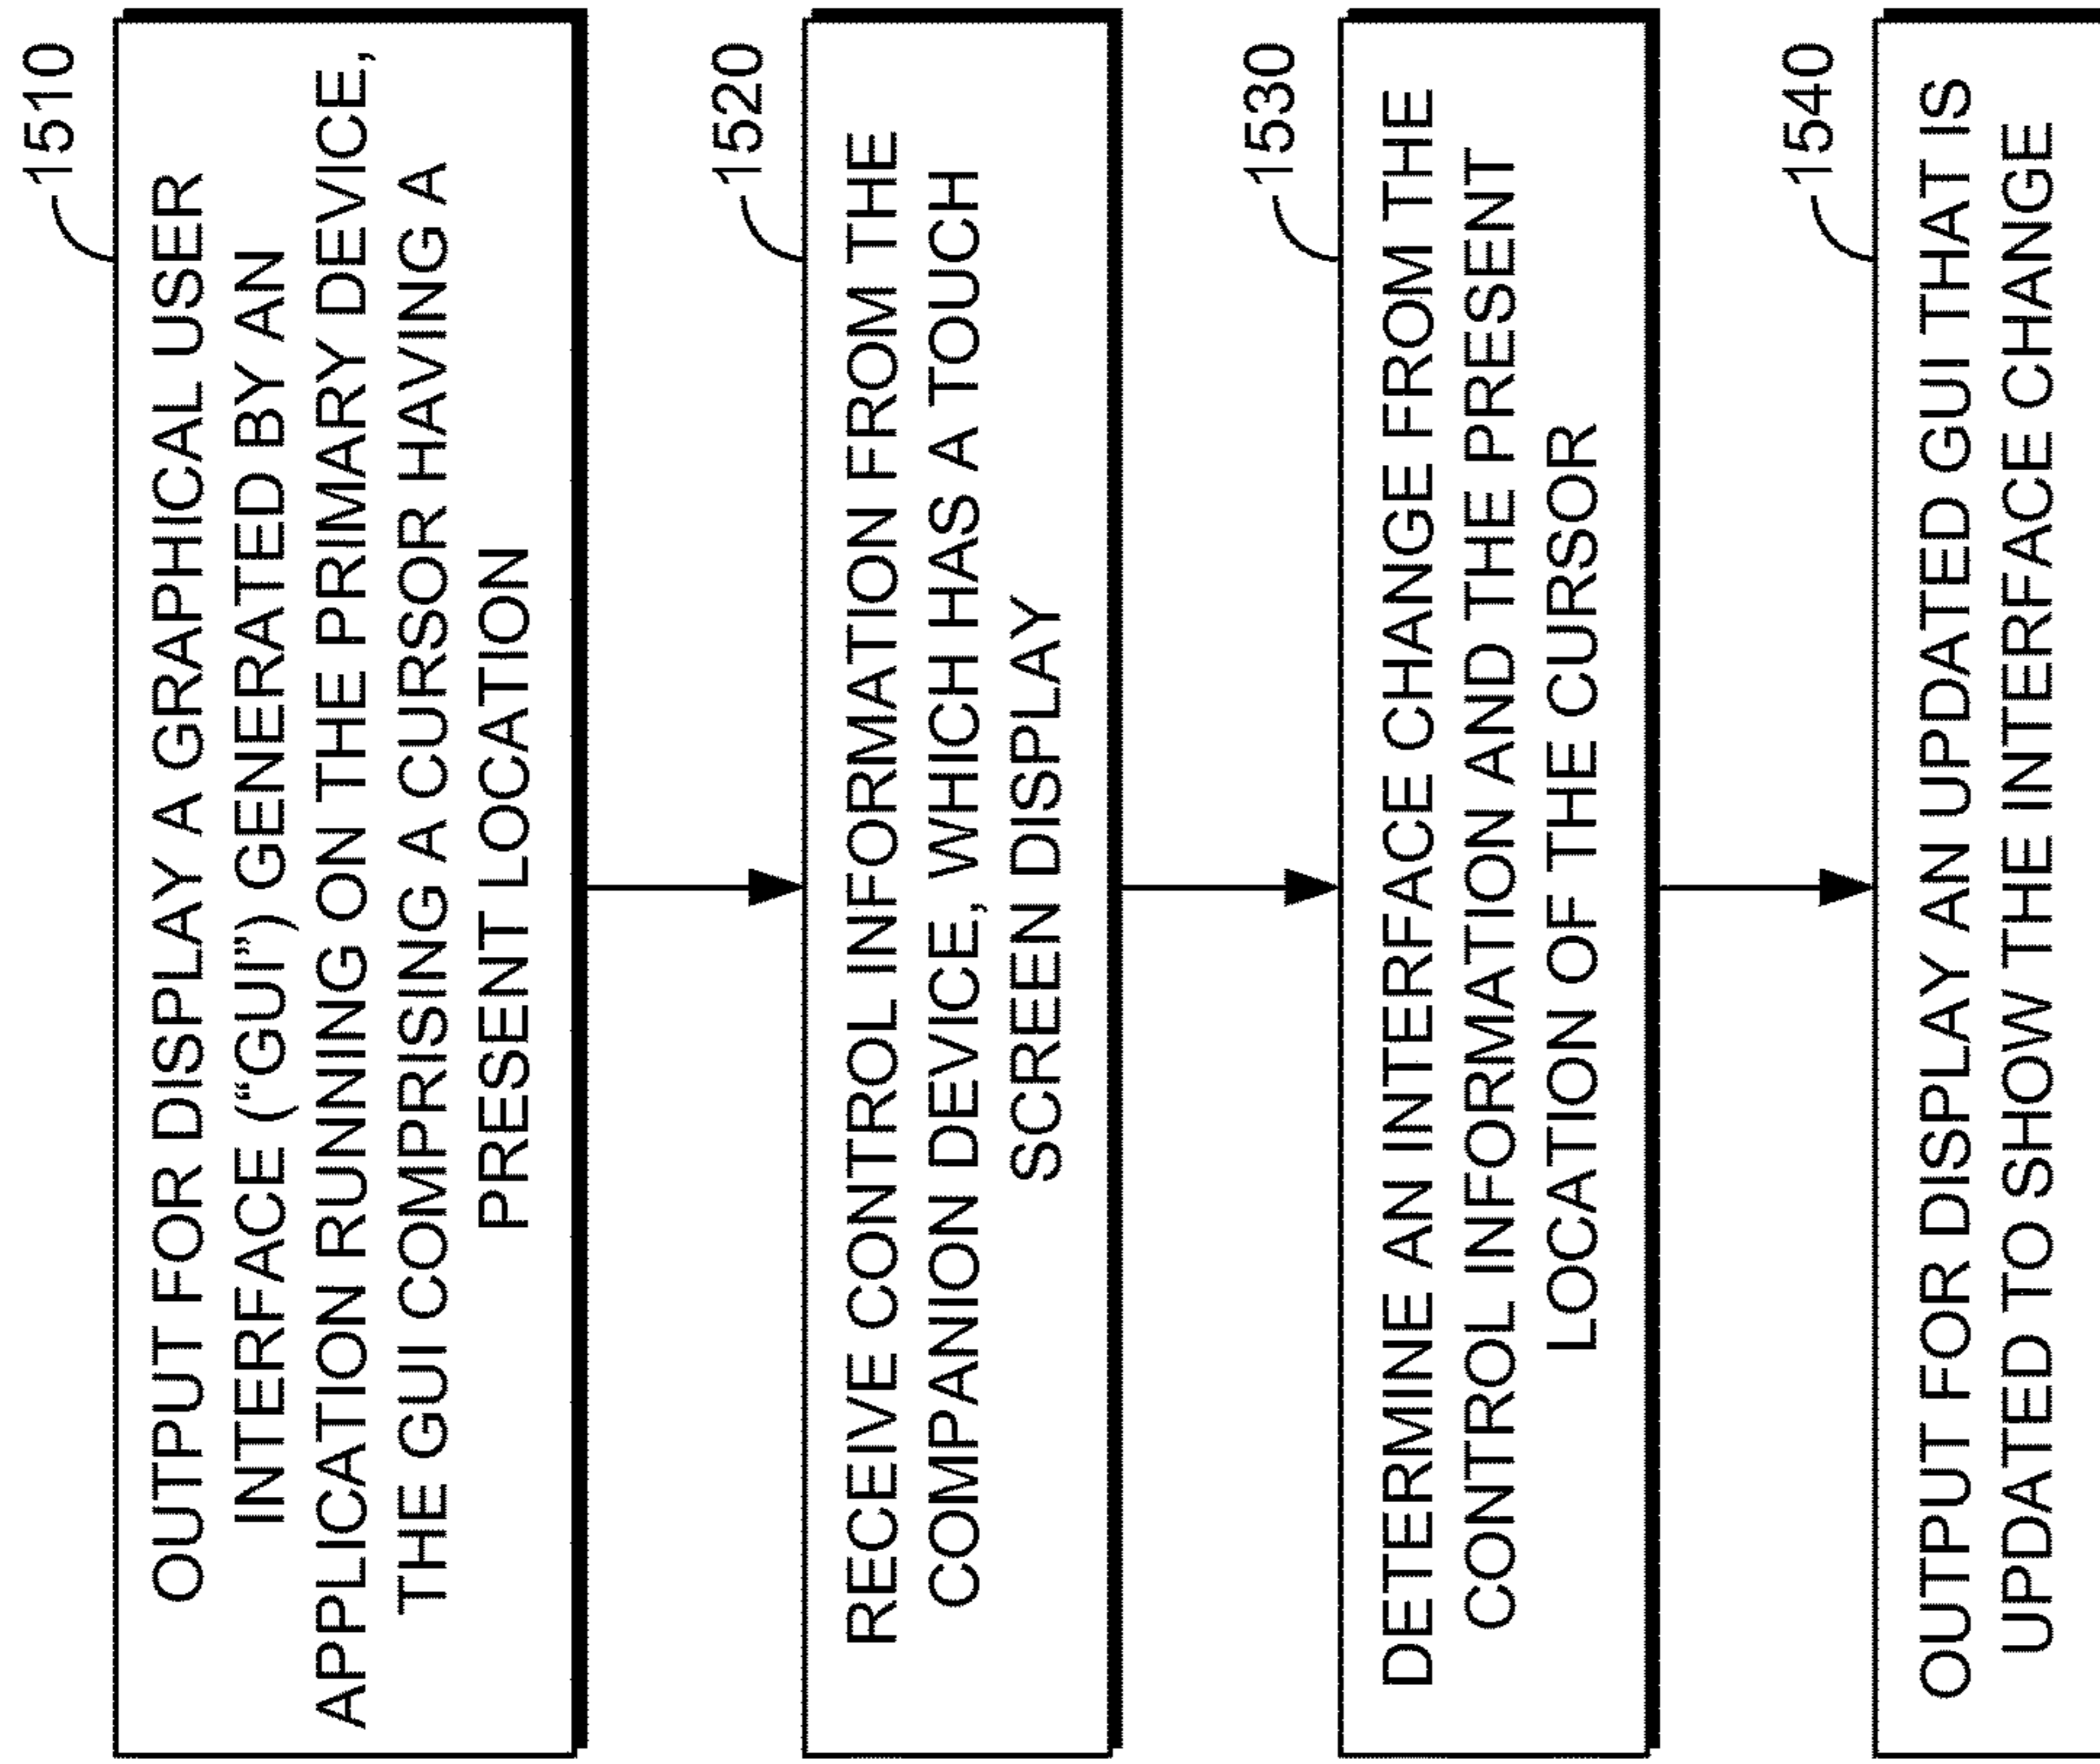 1510
OUTPUT FOR DISPLAY A GRAPHICAL USER
INTERFACE (“GUI”) GENERATED BY AN
APPLICATION RUNNING ON THE PRIMARY DEVICE,
THE GUI COMPRISING A CURSOR HAVING A
PRESENT LOCATION
1520
RECEIVE CONTROL INFORMATION FROM THE
COMPANION DEVICE, WHICH HAS A TOUCH
SCREEN DISPLAY
1530
DETERMINE AN INTERFACE CHANGE FROM THE
CONTROL INFORMATION AND THE PRESENT
LOCATION OF THE CURSOR
1540
OUTPUT FOR DISPLAY AN UPDATED GUI THAT IS
UPDATED TO SHOW THE INTERFACE CHANGE